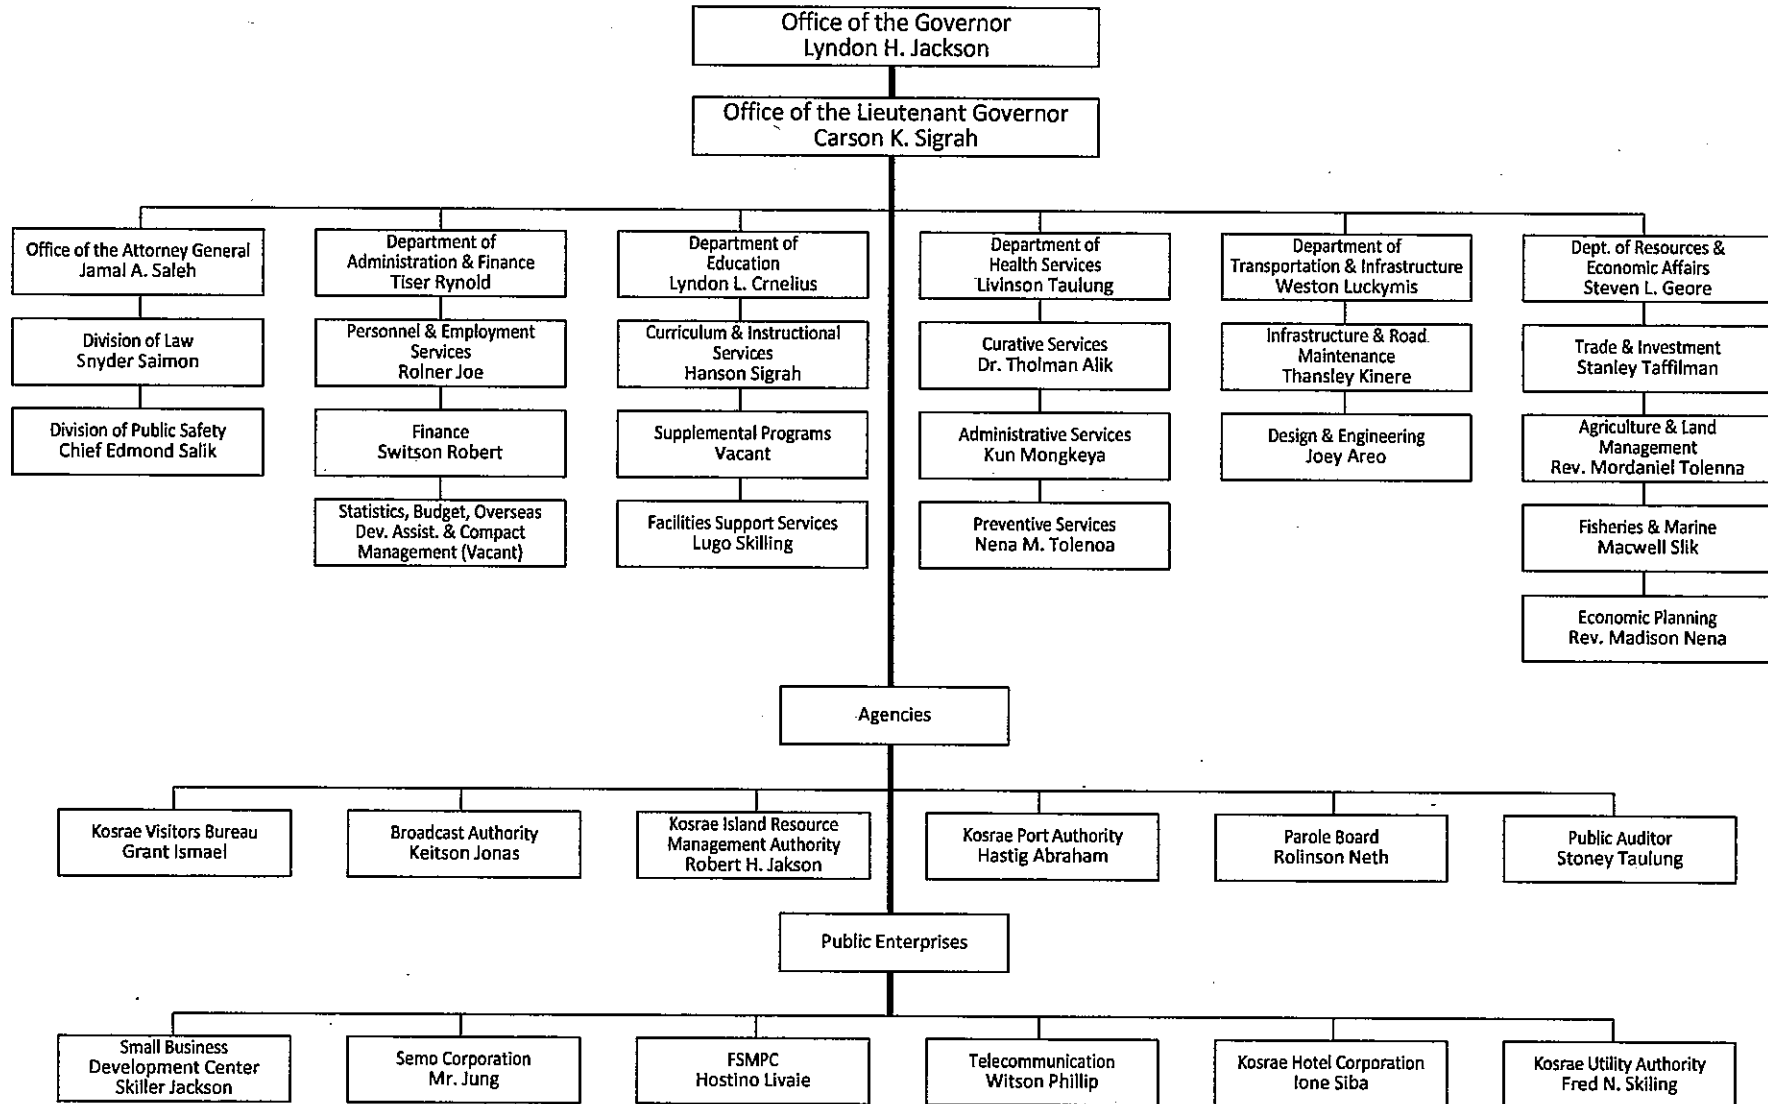 Office of the Governor
Lyndon H. Jackson
Office of the Lieutenant Governor
Carson K. Sigrah
Office of the Attorney General
Jamal A. Saleh
Department of
Administration & Finance
Tiser Rynold
Department of
Education
Lyndon L. Crnelius
Department of
Health Services
Livinson Taulung
Department of
Transportation & Infrastructure
Weston Luckymis
Dept. of Resources &
Economic Affairs
Steven L. Geore
Division of Law
Snyder Saimon
Personnel & Employment
Services
Rolner Joe
Curriculum & Instructional
Services
Hanson Sigrah
Curative Services
Dr. Tholman Alik
Infrastructure & Road
Maintenance
Thansley Kinere
Trade & Investment
Stanley Taffilman
Division of Public Safety
Chief Edmond Salik
Finance
Switson Robert
Supplemental Programs
Vacant
Administrative Services
Kun Mongkeya
Design & Engineering
Joey Areo
Agriculture & Land
Management
Rev. Mordaniel Tolenna
Statistics, Budget, Overseas
Dev. Assist. & Compact
Management (Vacant)
Facilities Support Services
Lugo Skilling
Preventive Services
Nena M. Tolenoa
Fisheries & Marine
Macwell Slik
Economic Planning
Rev. Madison Nena
Agencies
Kosrae Visitors Bureau
Grant Ismael
Broadcast Authority
Keitson Jonas
Kosrae Island Resource
Management Authority
Robert H. Jakson
Kosrae Port Authority
Hastig Abraham
Parole Board
Rolinson Neth
Public Auditor
Stoney Taulung
Public Enterprises
Small Business
Development Center
Skiller Jackson
Semo Corporation
Mr. Jung
FSMPC
Hostino Livaie
Telecommunication
Witson Phillip
Kosrae Hotel Corporation
Ione Siba
Kosrae Utility Authority
Fred N. Skiling